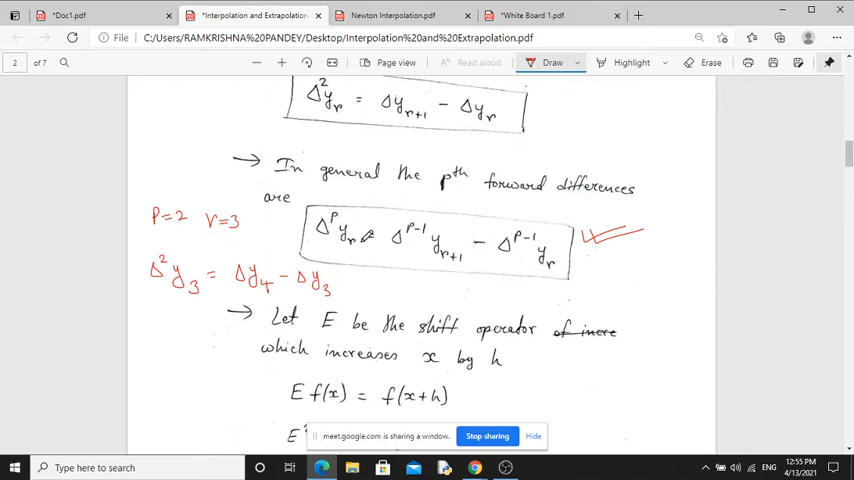 *Doc1.pdf
*Interpolation and Extrapolation.
Newton Interpolation.pdf
*White Board 1.pdf
File | C:/Users/RAMKRISHNA%20PANDEY/Desktop/Interpolation%20and%20Extrapolation.pdf
2 of 7
Page view
Read aloud
Draw
Highlight
Erase
Δ²yᵣ = Δyᵣ₊₁ − Δyᵣ
→ In general the pᵗʰ forward differences
are
P=2 r=3
Δᴾyᵣ = Δᴾ⁻¹yᵣ₊₁ − Δᴾ⁻¹yᵣ
Δ²y₃ = Δy₄ − Δy₃
→ Let E be the shift operator of incre
which increases x by h
E f(x) = f(x+h)
E²
meet.google.com is sharing a window.
Stop sharing
Hide
Type here to search
ENG
12:55 PM
4/13/2021